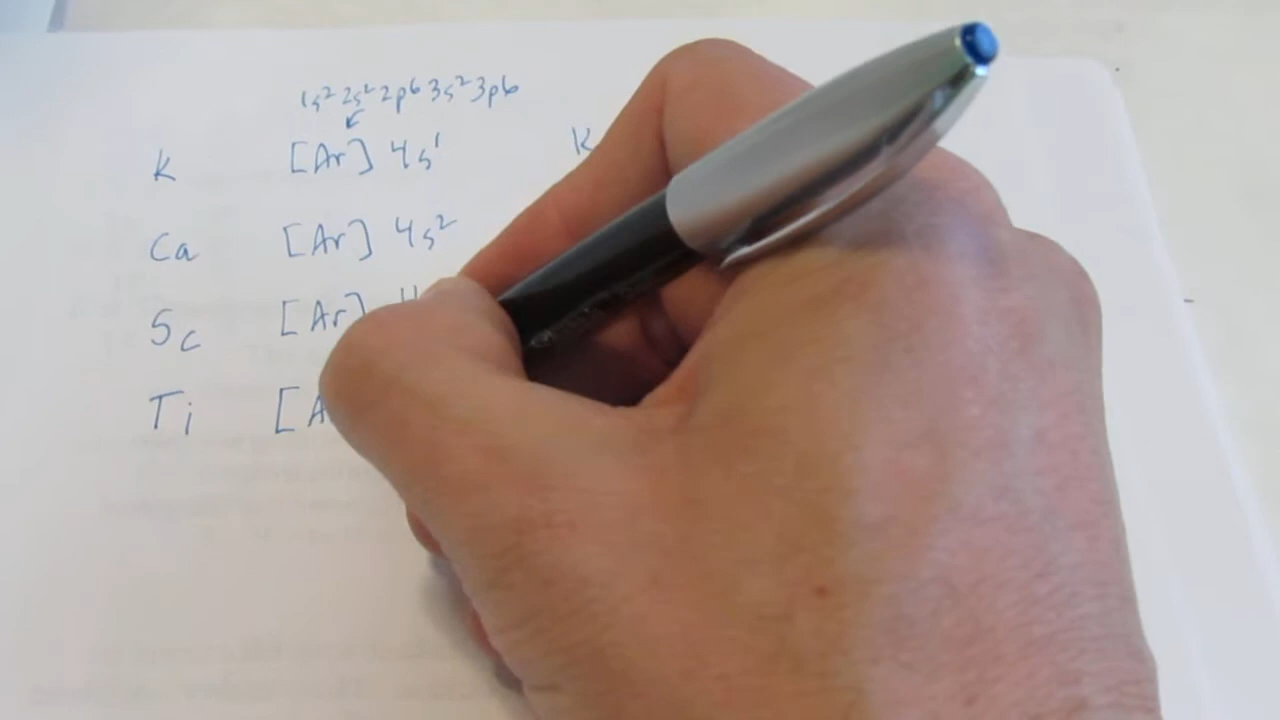 1s² 2s² 2p⁶ 3s² 3p⁶
K [Ar] 4s¹ K
Ca [Ar] 4s²
Sc [Ar]
Ti [A